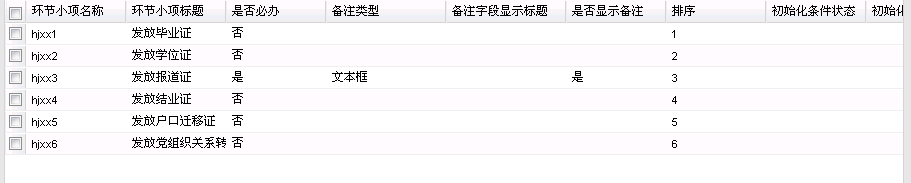 环节小项名称 环节小项标题 是否必办 备注类型 备注字段显示标题 是否显示备注 排序 初始化条件状态 初始化
hjxx1 发放毕业证 否 1
hjxx2 发放学位证 否 2
hjxx3 发放报道证 是 文本框 是 3
hjxx4 发放结业证 否 4
hjxx5 发放户口迁移证 否 5
hjxx6 发放党组织关系转 否 6